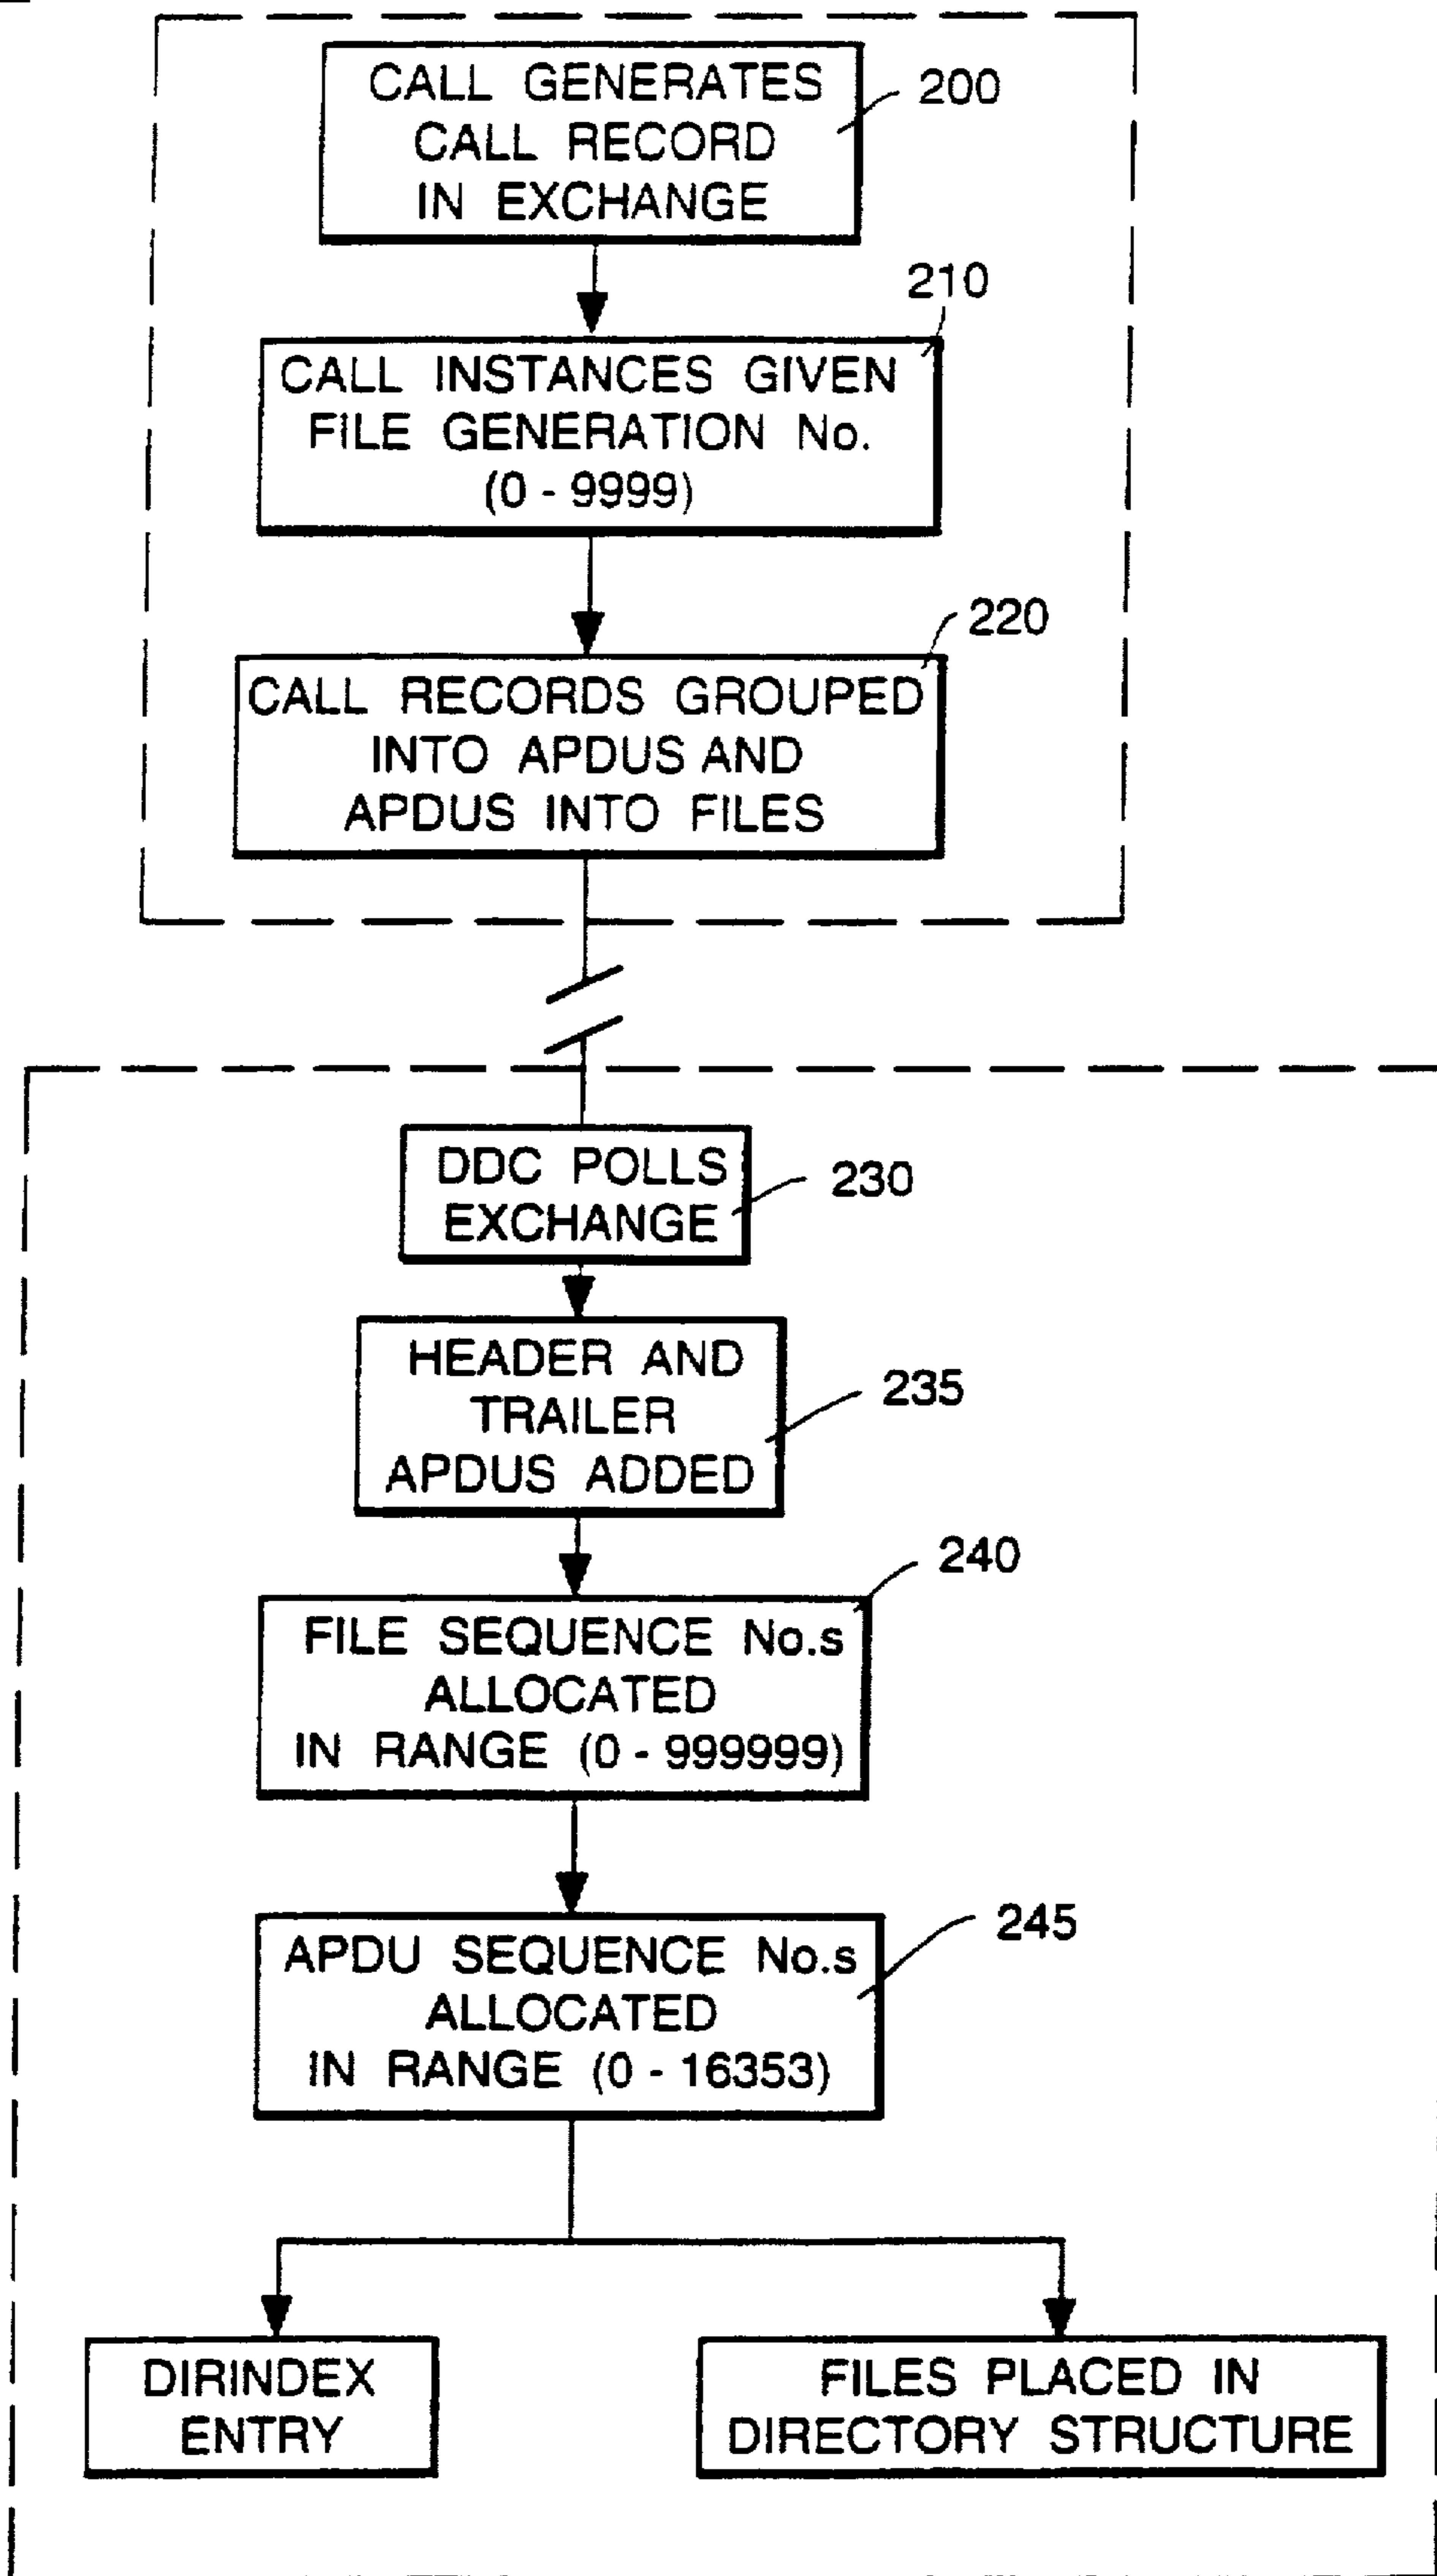 CALL GENERATES
CALL RECORD
IN EXCHANGE
200
210
CALL INSTANCES GIVEN
FILE GENERATION No.
(0 - 9999)
220
CALL RECORDS GROUPED
INTO APDUS AND
APDUS INTO FILES
DDC POLLS
EXCHANGE
230
HEADER AND
TRAILER
APDUS ADDED
235
240
FILE SEQUENCE No.s
ALLOCATED
IN RANGE (0 - 999999)
245
APDU SEQUENCE No.s
ALLOCATED
IN RANGE (0 - 16353)
DIRINDEX
ENTRY
FILES PLACED IN
DIRECTORY STRUCTURE